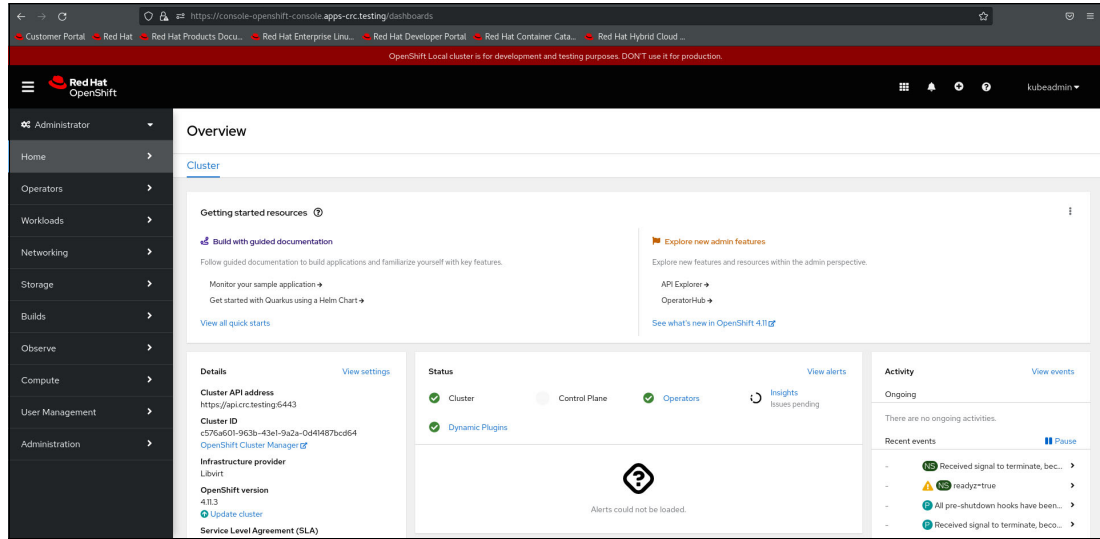 https://console-openshift-console.apps-crc.testing/dashboards
Customer Portal Red Hat Red Hat Products Docu... Red Hat Enterprise Linu... Red Hat Developer Portal Red Hat Container Cata... Red Hat Hybrid Cloud ...
OpenShift Local cluster is for development and testing purposes. DON'T use it for production.
Red Hat
OpenShift
kubeadmin
Administrator
Home
Operators
Workloads
Networking
Storage
Builds
Observe
Compute
User Management
Administration
Overview
Cluster
Getting started resources
Build with guided documentation
Follow guided documentation to build applications and familiarize yourself with key features.
Monitor your sample application →
Get started with Quarkus using a Helm Chart →
View all quick starts
Explore new admin features
Explore new features and resources within the admin perspective.
API Explorer →
OperatorHub →
See what's new in OpenShift 4.11
Details View settings
Cluster API address
https://api.crc.testing:6443
Cluster ID
c576a601-963b-43e1-9a2a-0d41487bcd64
OpenShift Cluster Manager
Infrastructure provider
Libvirt
OpenShift version
4.11.3
Update cluster
Service Level Agreement (SLA)
Status View alerts
Cluster
Control Plane
Operators
Insights
Issues pending
Dynamic Plugins
Alerts could not be loaded.
Activity View events
Ongoing
There are no ongoing activities.
Recent events Pause
- NS Received signal to terminate, bec...
- NS readyz=true
- P All pre-shutdown hooks have been...
- P Received signal to terminate, beco...